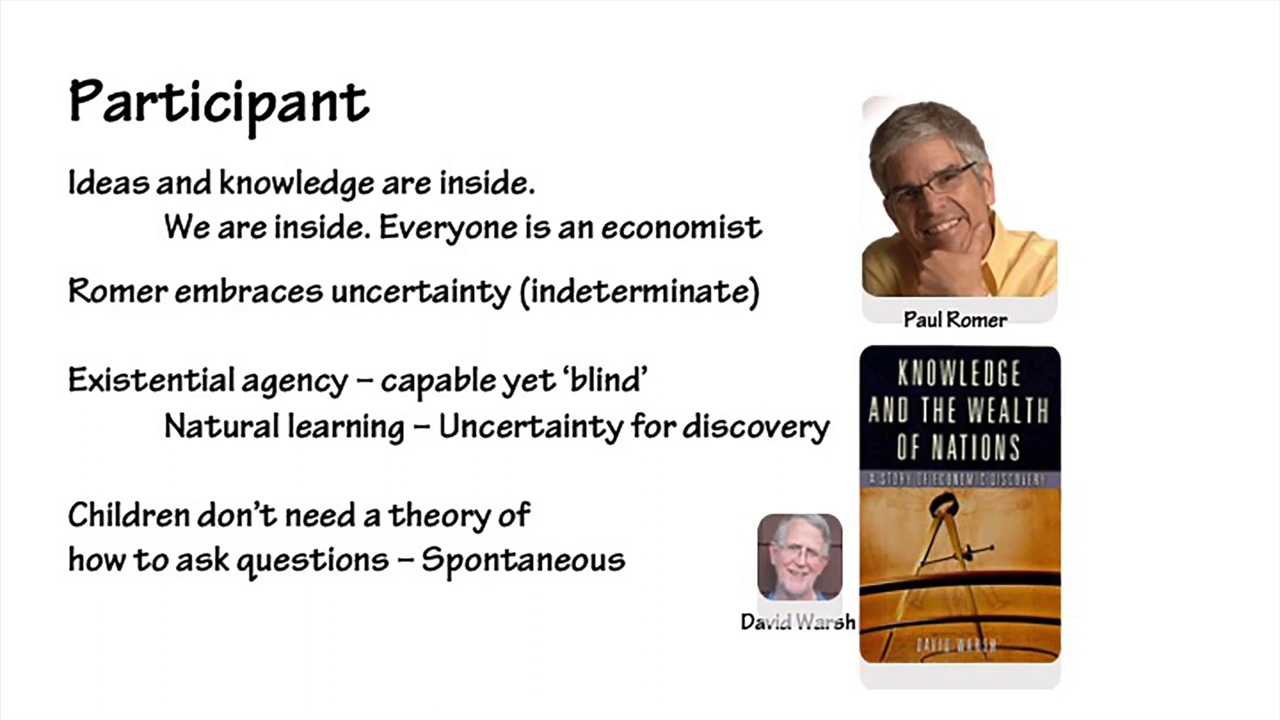 Participant
Ideas and knowledge are inside.
We are inside. Everyone is an economist
Romer embraces uncertainty (indeterminate)
Existential agency – capable yet ‘blind’
Natural learning – Uncertainty for discovery
Children don’t need a theory of
how to ask questions – Spontaneous
Paul Romer
KNOWLEDGE
AND THE WEALTH
OF NATIONS
A STORY OF ECONOMIC DISCOVERY
DAVID WARSH
David Warsh